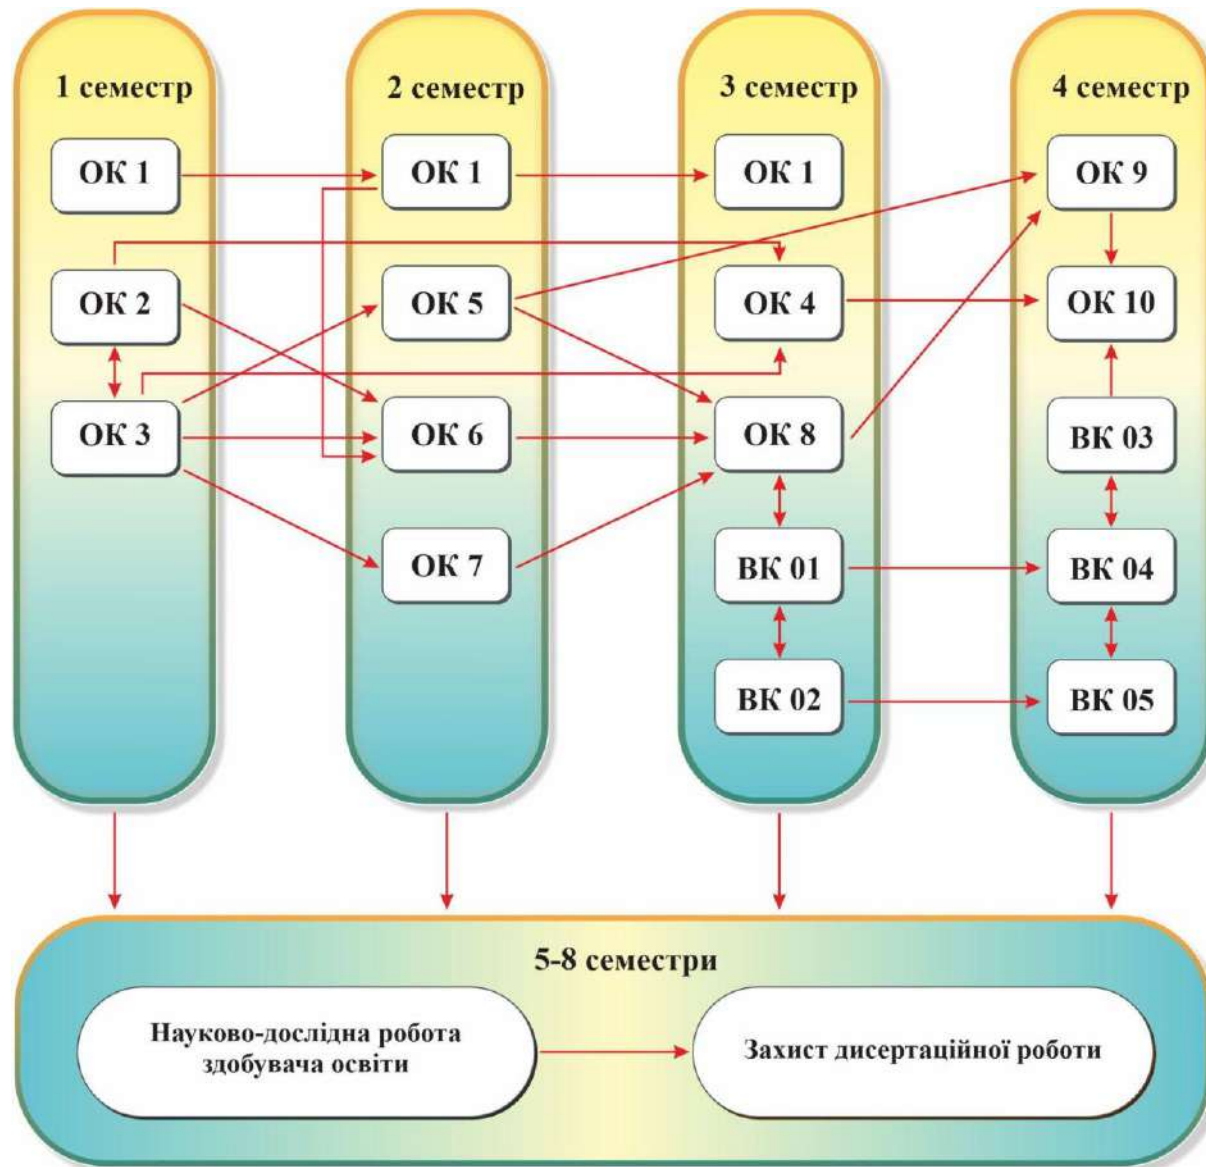 1 семестр
ОК 1
ОК 2
ОК 3
2 семестр
ОК 1
ОК 5
ОК 6
ОК 7
3 семестр
ОК 1
ОК 4
ОК 8
ВК 01
ВК 02
4 семестр
ОК 9
ОК 10
ВК 03
ВК 04
ВК 05
5-8 семестри
Науково-дослідна робота
здобувача освіти
Захист дисертаційної роботи